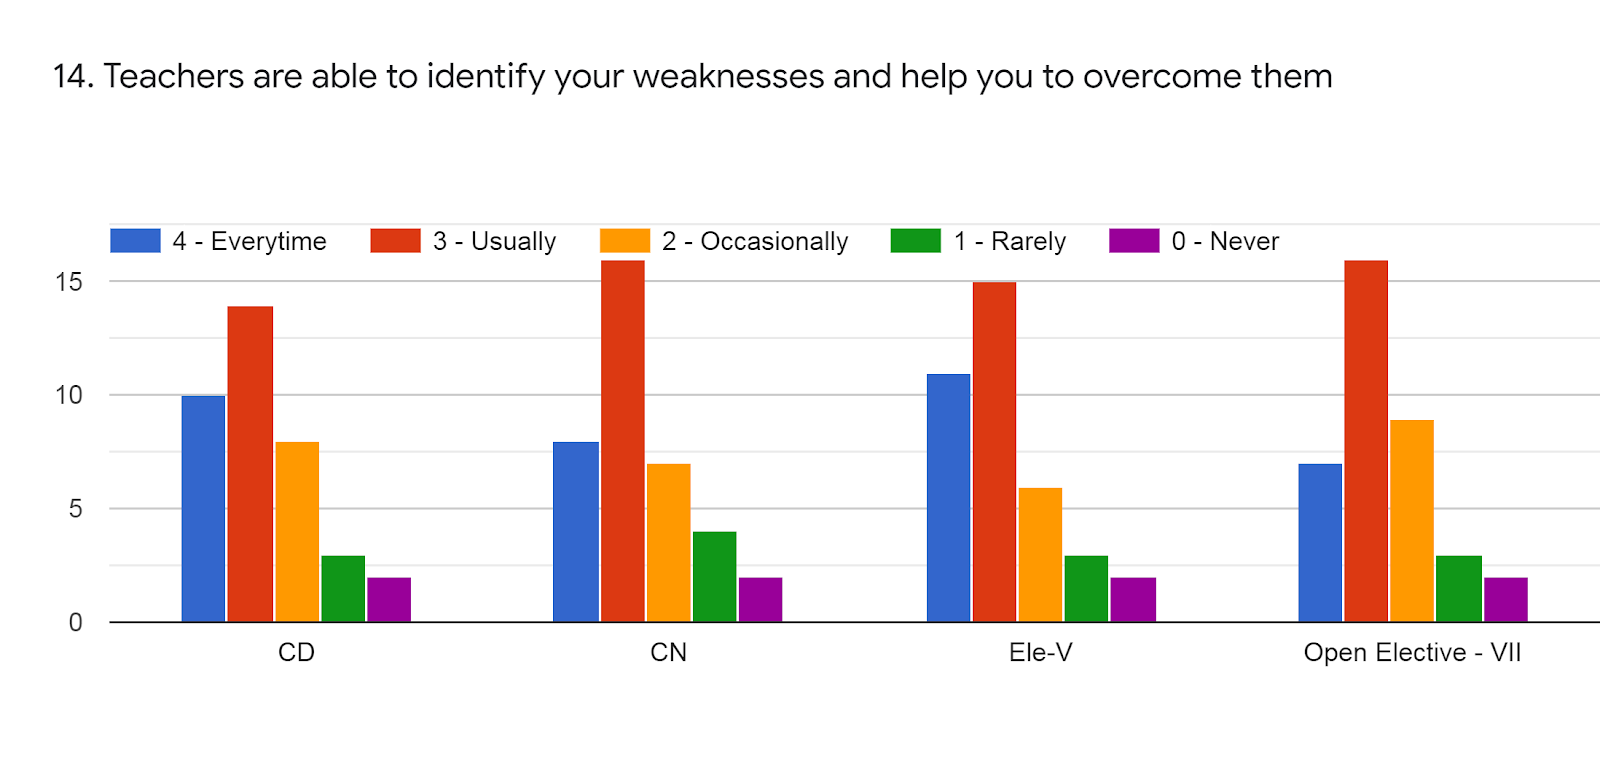 14. Teachers are able to identify your weaknesses and help you to overcome them
4 - Everytime 3 - Usually 2 - Occasionally 1 - Rarely 0 - Never
15
10
5
0
CD CN Ele-V Open Elective - VII